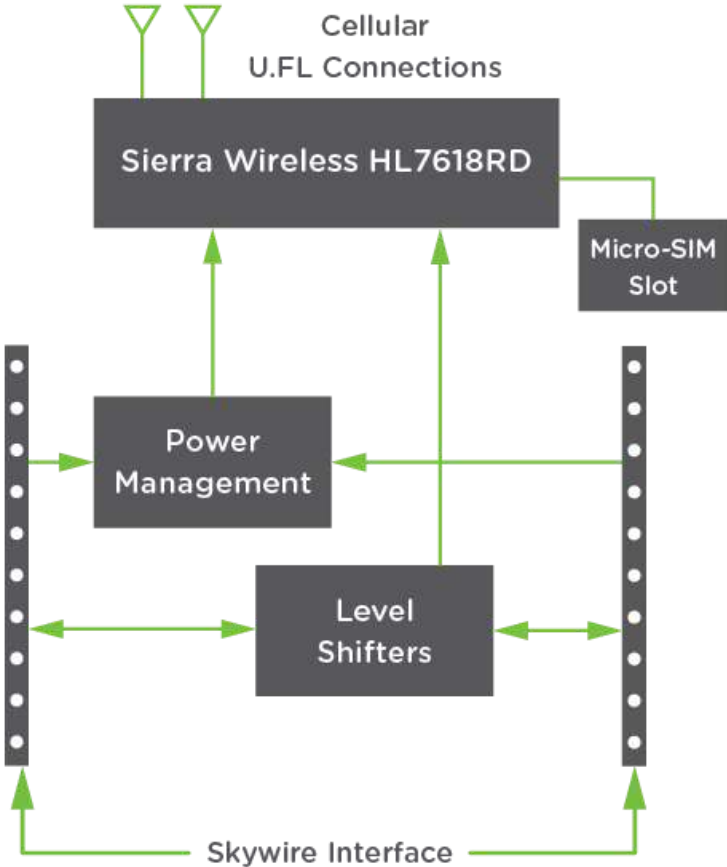 Cellular
U.FL Connections
Sierra Wireless HL7618RD
Micro-SIM
Slot
Power
Management
Level
Shifters
Skywire Interface